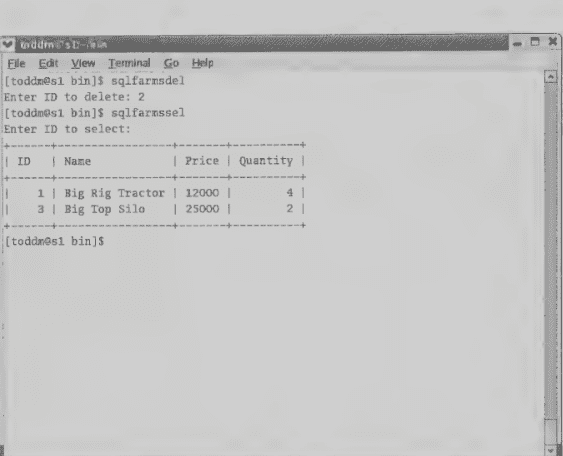 File Edit View Terminal Go Help
[toddm@s1 bin]$ sqlfarmsdel
Enter ID to delete: 2
[toddm@s1 bin]$ sqlfarmssel
Enter ID to select:
+------+------------------+-------+----------+
| ID | Name | Price | Quantity |
+------+------------------+-------+----------+
| 1 | Big Rig Tractor | 12000 | 4 |
| 3 | Big Top Silo | 25000 | 2 |
+------+------------------+-------+----------+
[toddm@s1 bin]$